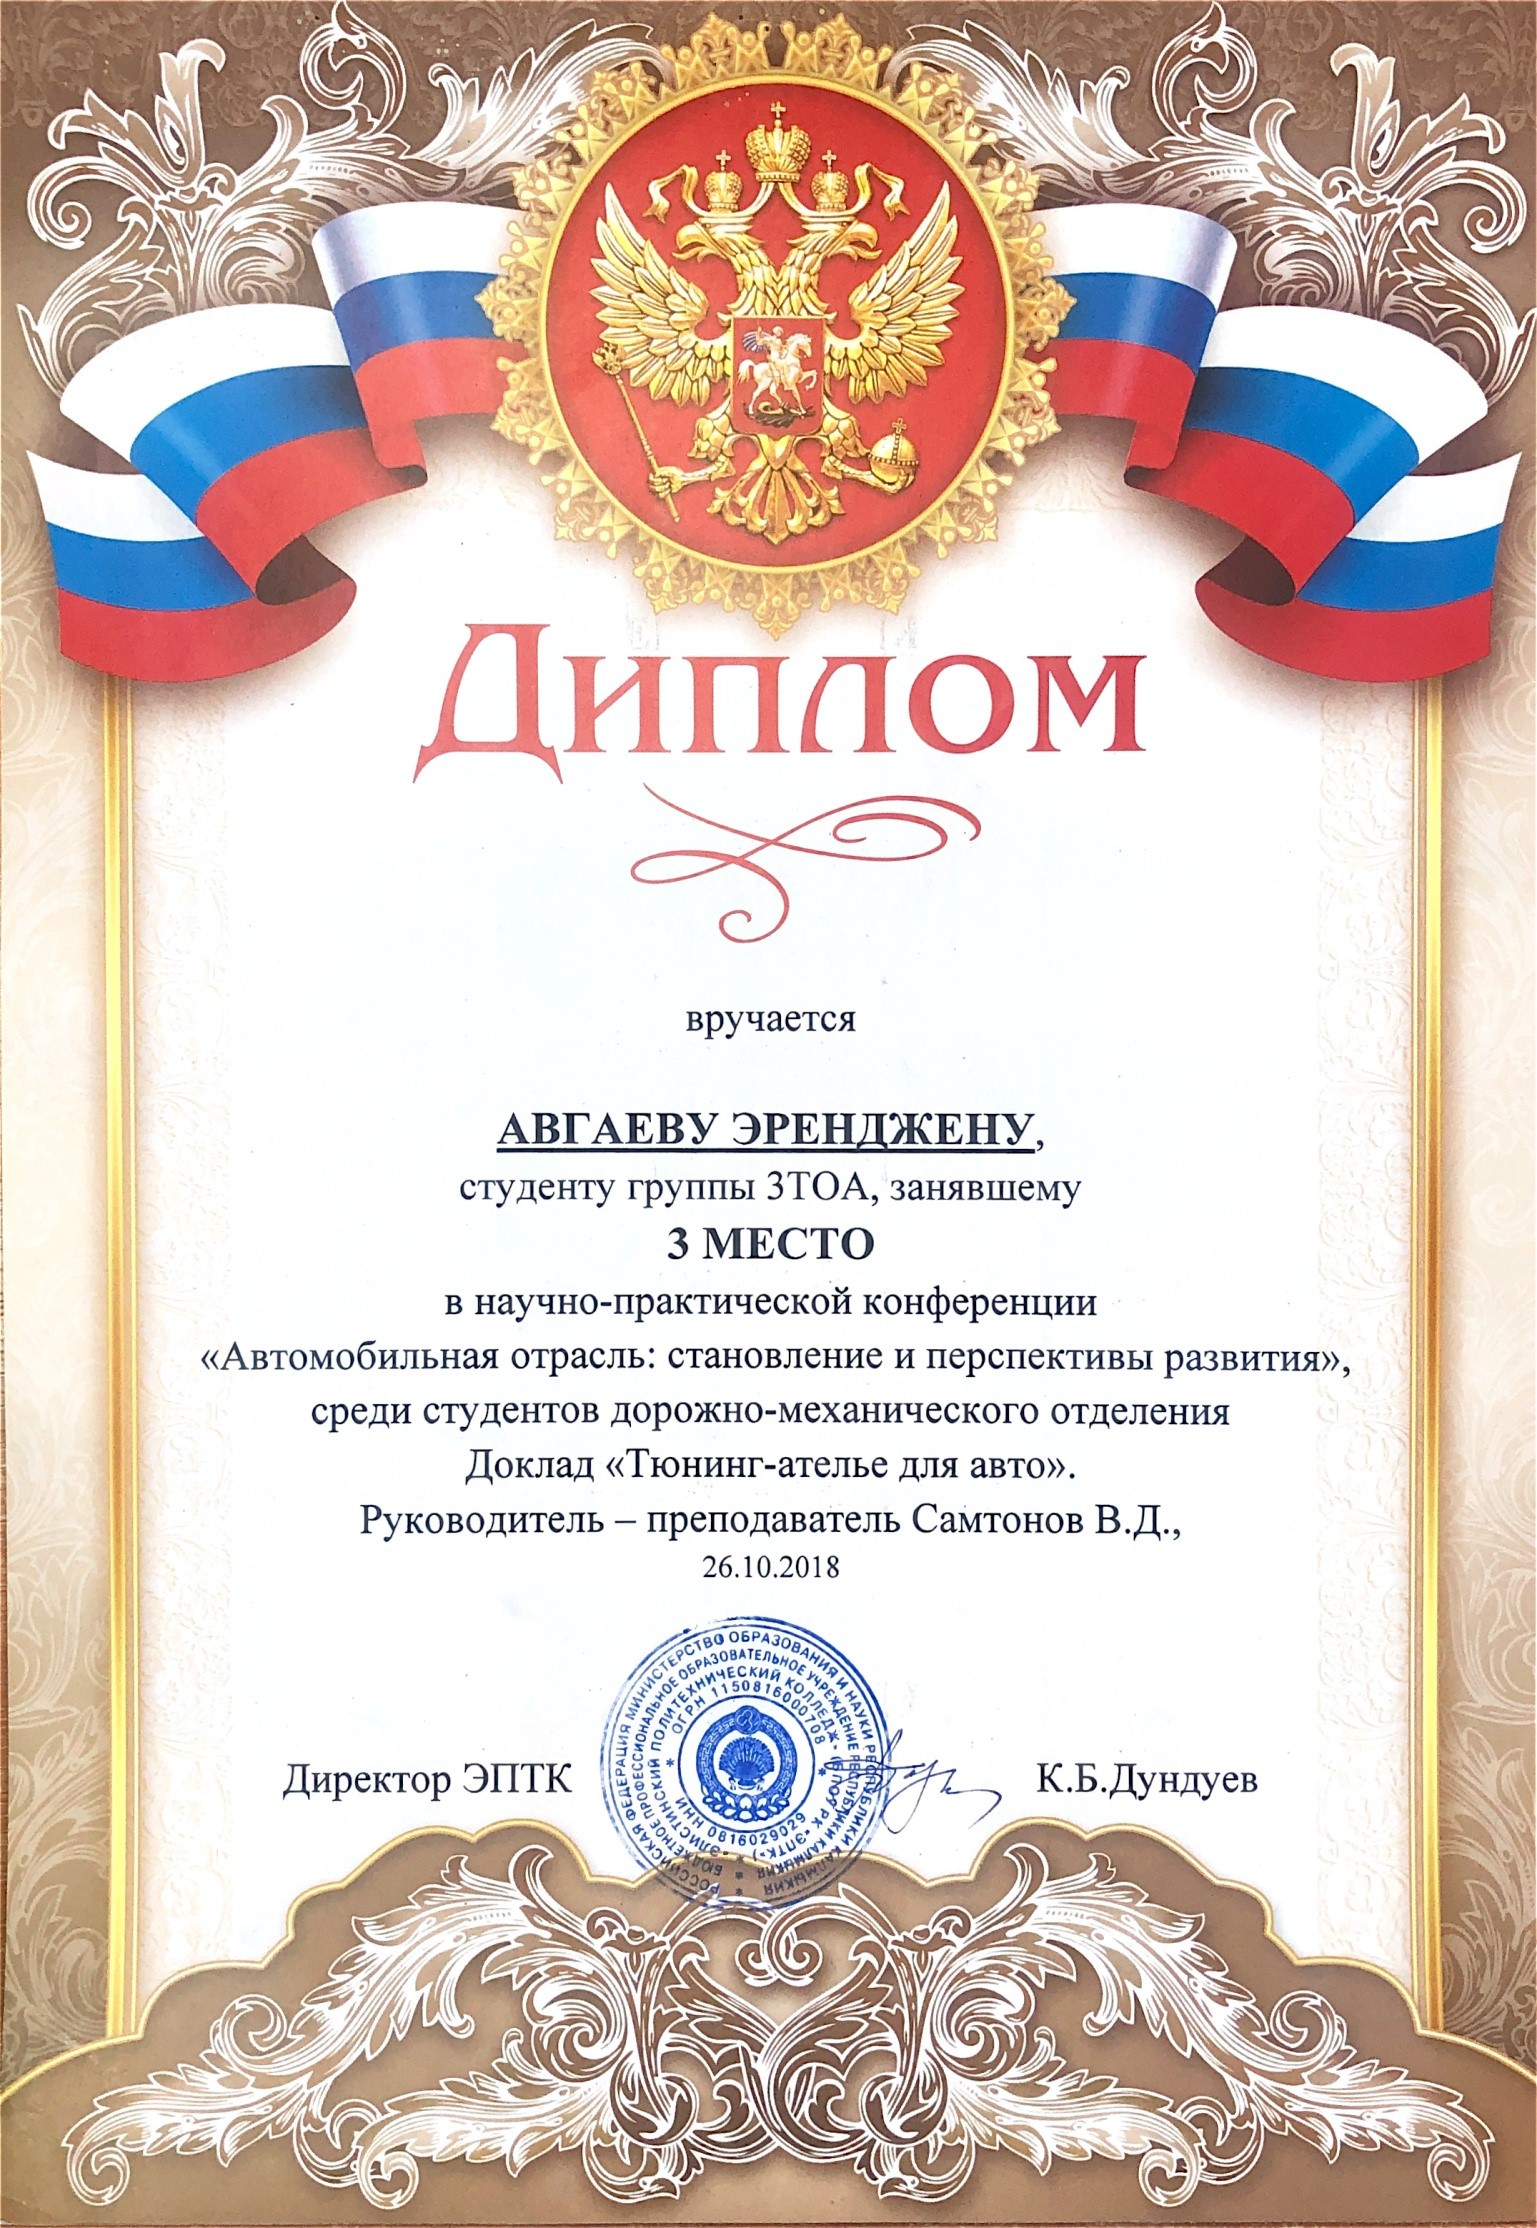 Диплом
вручается
АВГАЕВУ ЭРЕНДЖЕНУ,
студенту группы 3ТОА, занявшему
3 МЕСТО
в научно-практической конференции
«Автомобильная отрасль: становление и перспективы развития»,
среди студентов дорожно-механического отделения
Доклад «Тюнинг-ателье для авто».
Руководитель – преподаватель Самтонов В.Д.,
26.10.2018
Директор ЭПТК
К.Б.Дундуев
РОССИЙСКАЯ ФЕДЕРАЦИЯ МИНИСТЕРСТВО ОБРАЗОВАНИЯ И НАУКИ РЕСПУБЛИКИ КАЛМЫКИЯ
БЮДЖЕТНОЕ ПРОФЕССИОНАЛЬНОЕ ОБРАЗОВАТЕЛЬНОЕ УЧРЕЖДЕНИЕ РЕСПУБЛИКИ КАЛМЫКИЯ
«ЭЛИСТИНСКИЙ ПОЛИТЕХНИЧЕСКИЙ КОЛЛЕДЖ» (БПОУ РК «ЭПТК»)
ОГРН 1150816000708
ИНН 0816029029